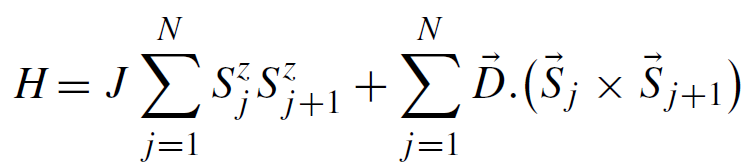 H = J \sum_{j=1}^{N} S_j^z S_{j+1}^z + \sum_{j=1}^{N} \vec{D}.(\vec{S}_j \times \vec{S}_{j+1})